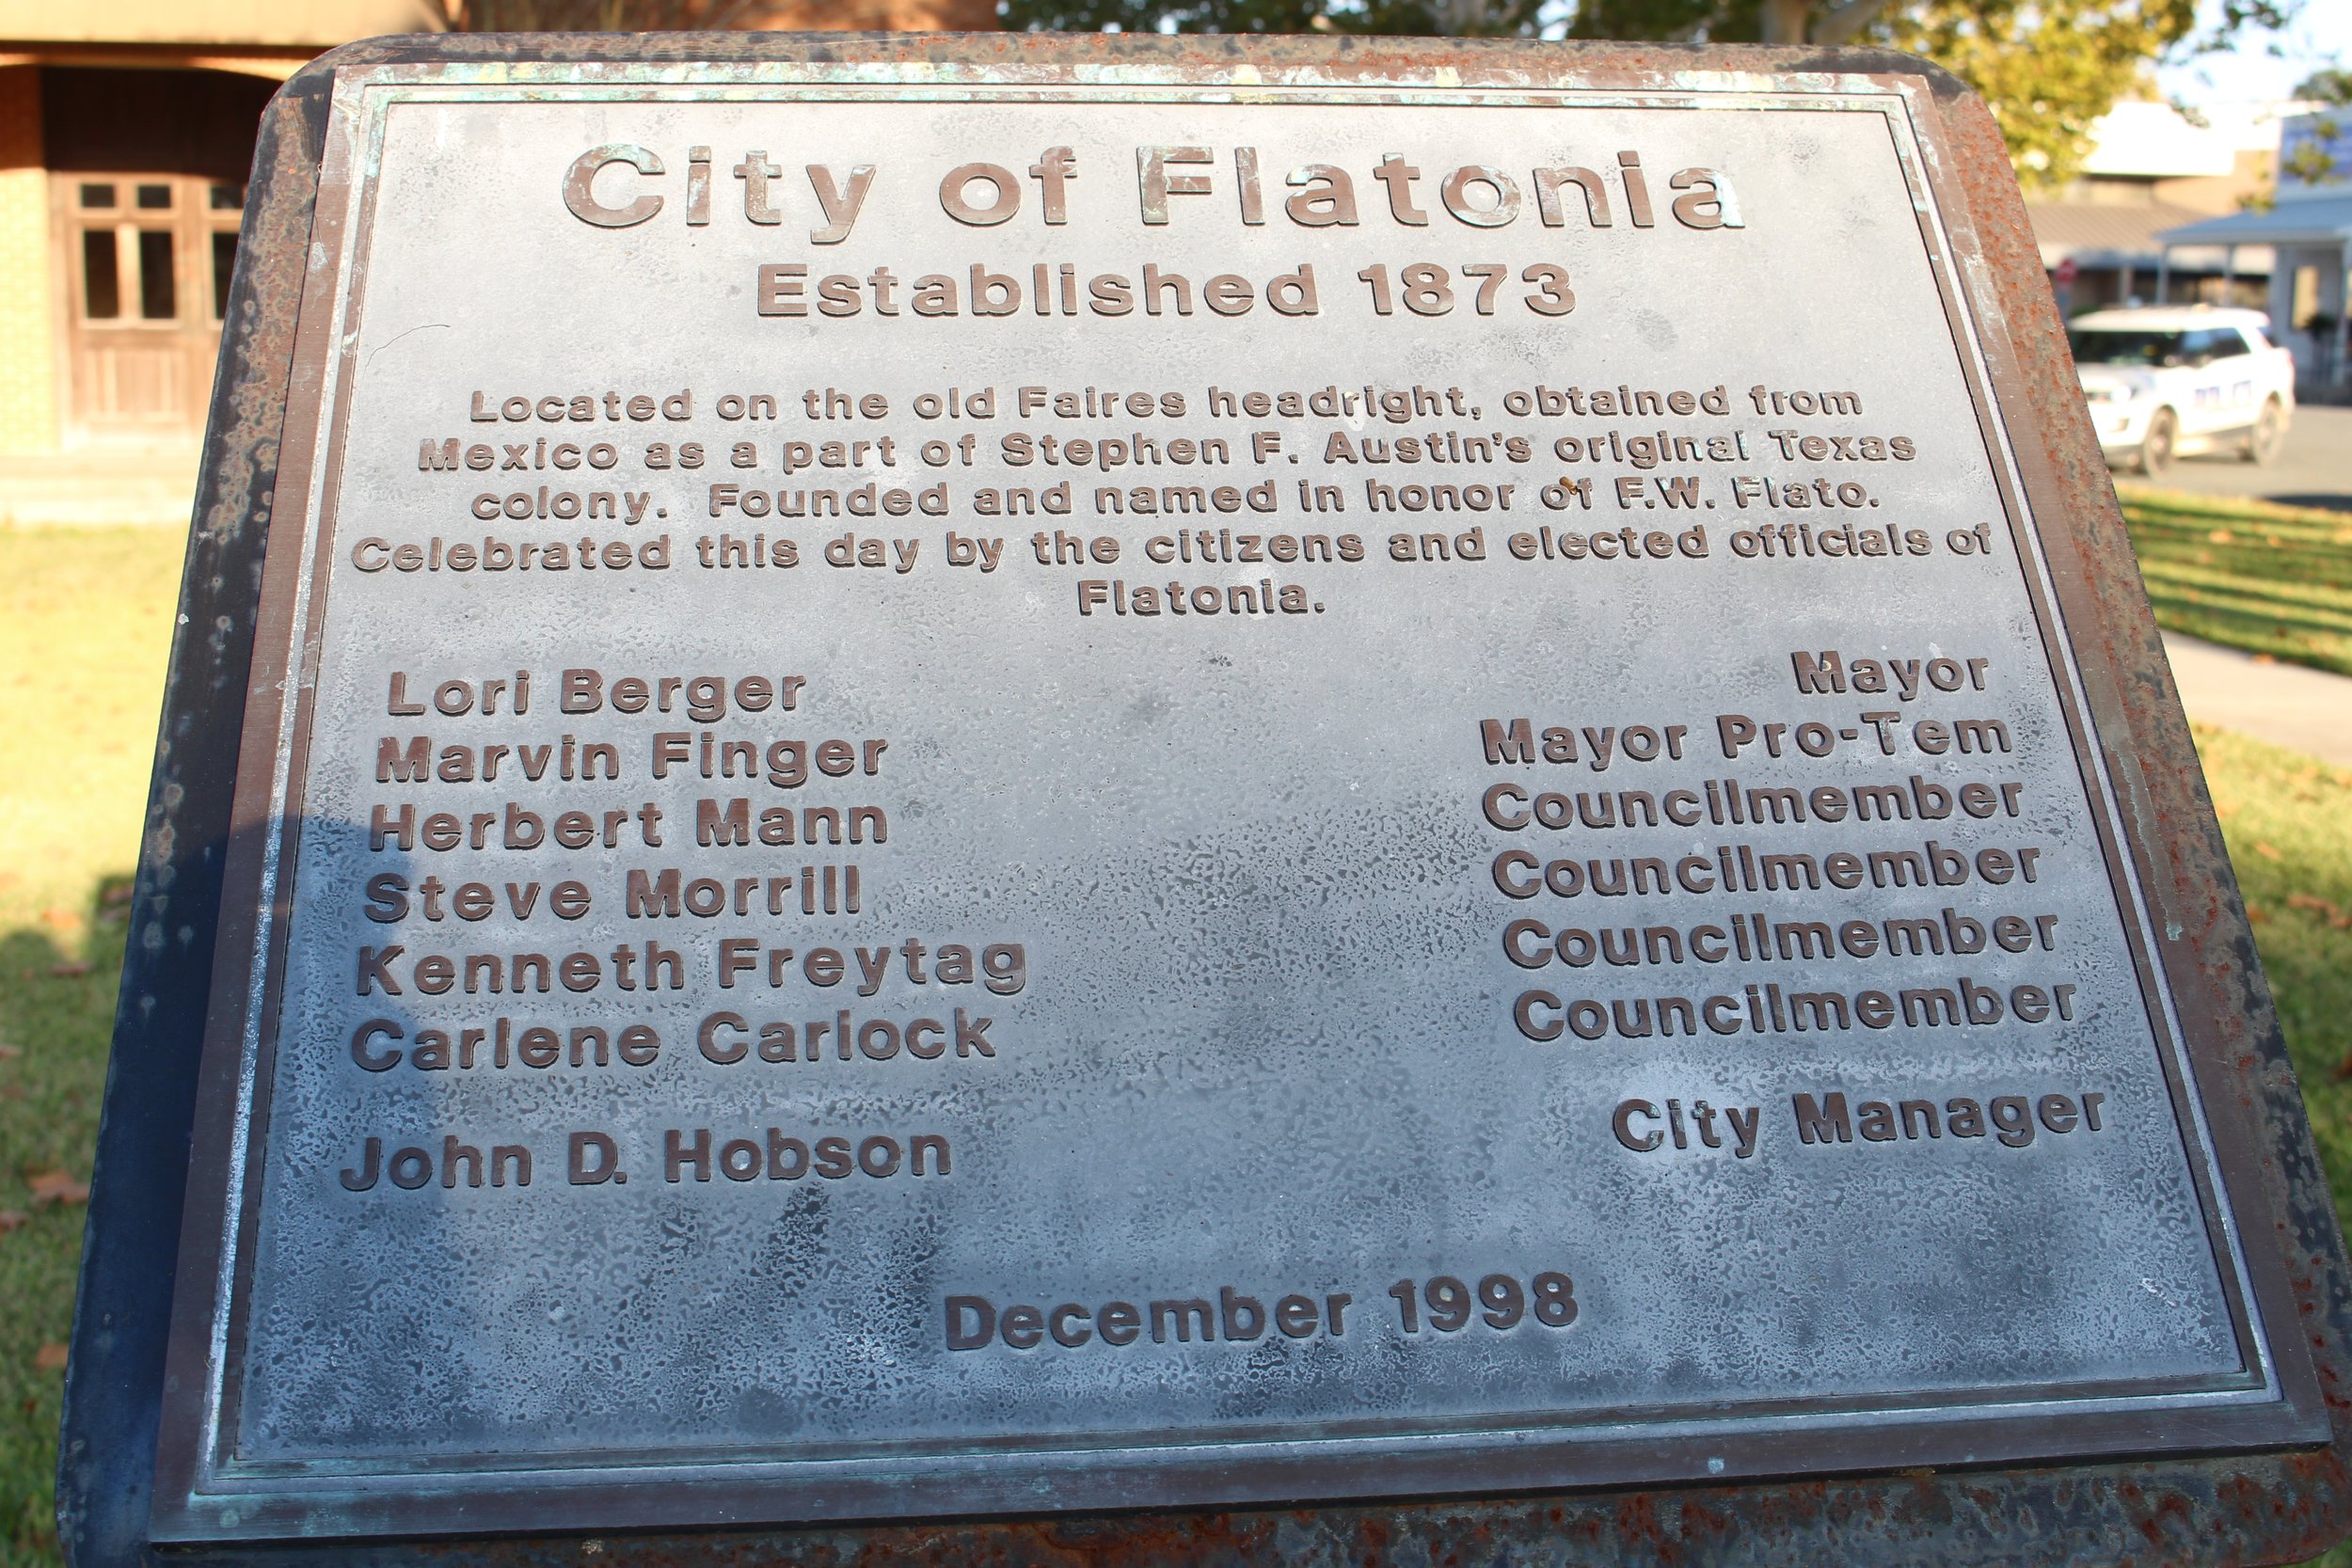 City of Flatonia
Established 1873
Located on the old Faires headright, obtained from
Mexico as a part of Stephen F. Austin's original Texas
colony. Founded and named in honor of F.W. Flato.
Celebrated this day by the citizens and elected officials of
Flatonia.
Lori Berger Mayor
Marvin Finger Mayor Pro-Tem
Herbert Mann Councilmember
Steve Morrill Councilmember
Kenneth Freytag Councilmember
Carlene Carlock Councilmember
John D. Hobson City Manager
December 1998